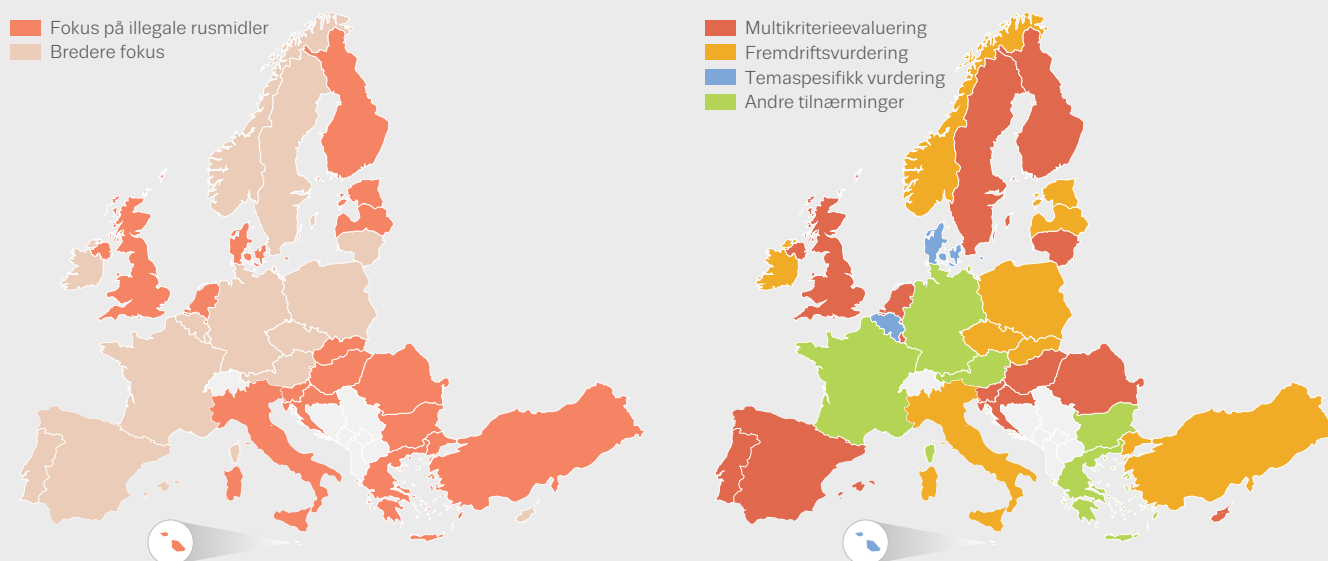 Fokus på illegale rusmidler
Bredere fokus
Multikriterieevaluering
Fremdriftsvurdering
Temaspesifikk vurdering
Andre tilnærminger